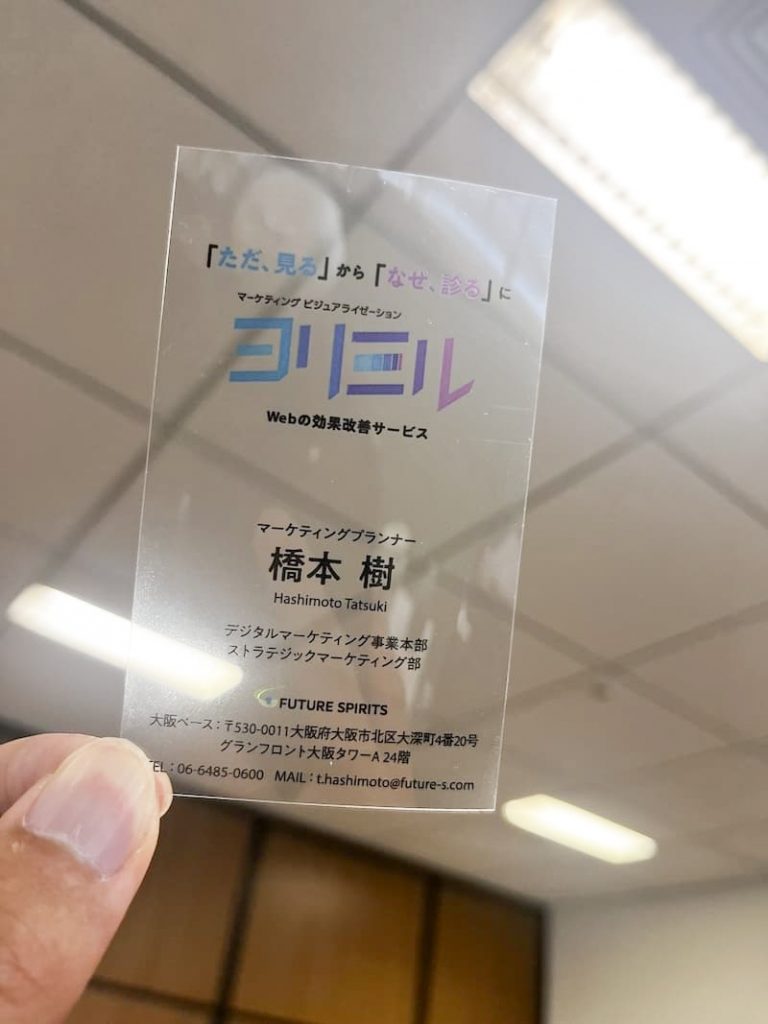 「ただ、見る」から「なぜ、診る」に
マーケティング ビジュアライゼーション
ヨリミル
Webの効果改善サービス
マーケティングプランナー
橋本 樹
Hashimoto Tatsuki
デジタルマーケティング事業本部
ストラテジックマーケティング部
FUTURE SPIRITS
大阪ベース：〒530-0011大阪府大阪市北区大深町4番20号
グランフロント大阪タワーA 24階
TEL：06-6485-0600 MAIL：t.hashimoto@future-s.com